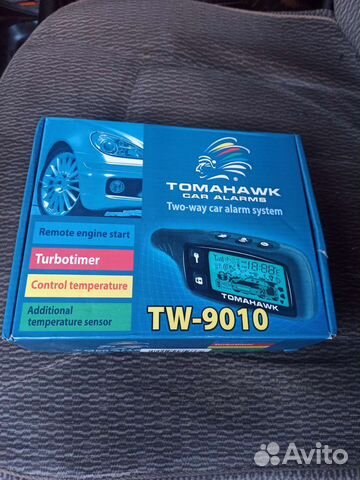 TOMAHAWK
CAR ALARMS
Two-way car alarm system
Remote engine start
Turbotimer
Control temperature
Additional
temperature sensor
TOMAHAWK
TW-9010
Turbotimer
Avito